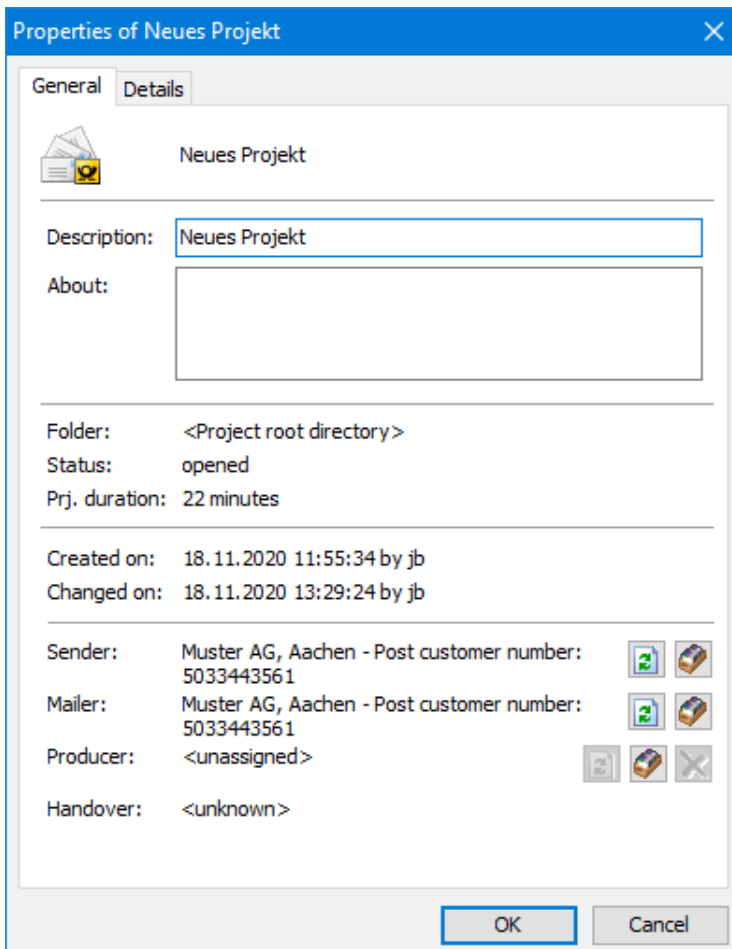 Properties of Neues Projekt
General Details
Neues Projekt
Description: Neues Projekt
About:
Folder: <Project root directory>
Status: opened
Prj. duration: 22 minutes
Created on: 18.11.2020 11:55:34 by jb
Changed on: 18.11.2020 13:29:24 by jb
Sender: Muster AG, Aachen - Post customer number:
5033443561
Mailer: Muster AG, Aachen - Post customer number:
5033443561
Producer: <unassigned>
Handover: <unknown>
OK Cancel